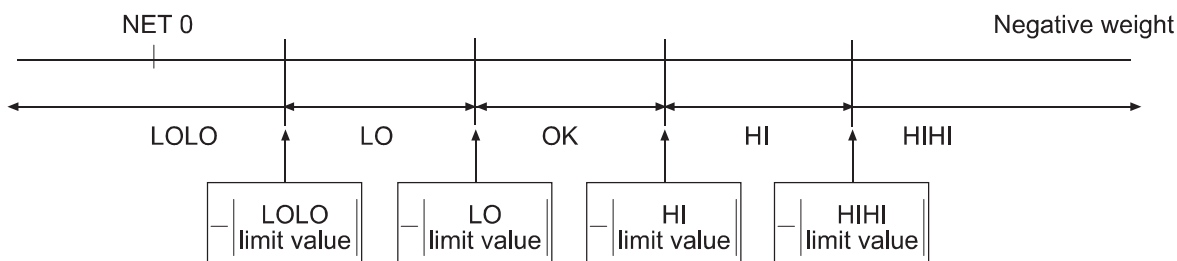 NET 0 Negative weight
LOLO LO OK HI HIHI
− |LOLO limit value| − |LO limit value| − |HI limit value| − |HIHI limit value|